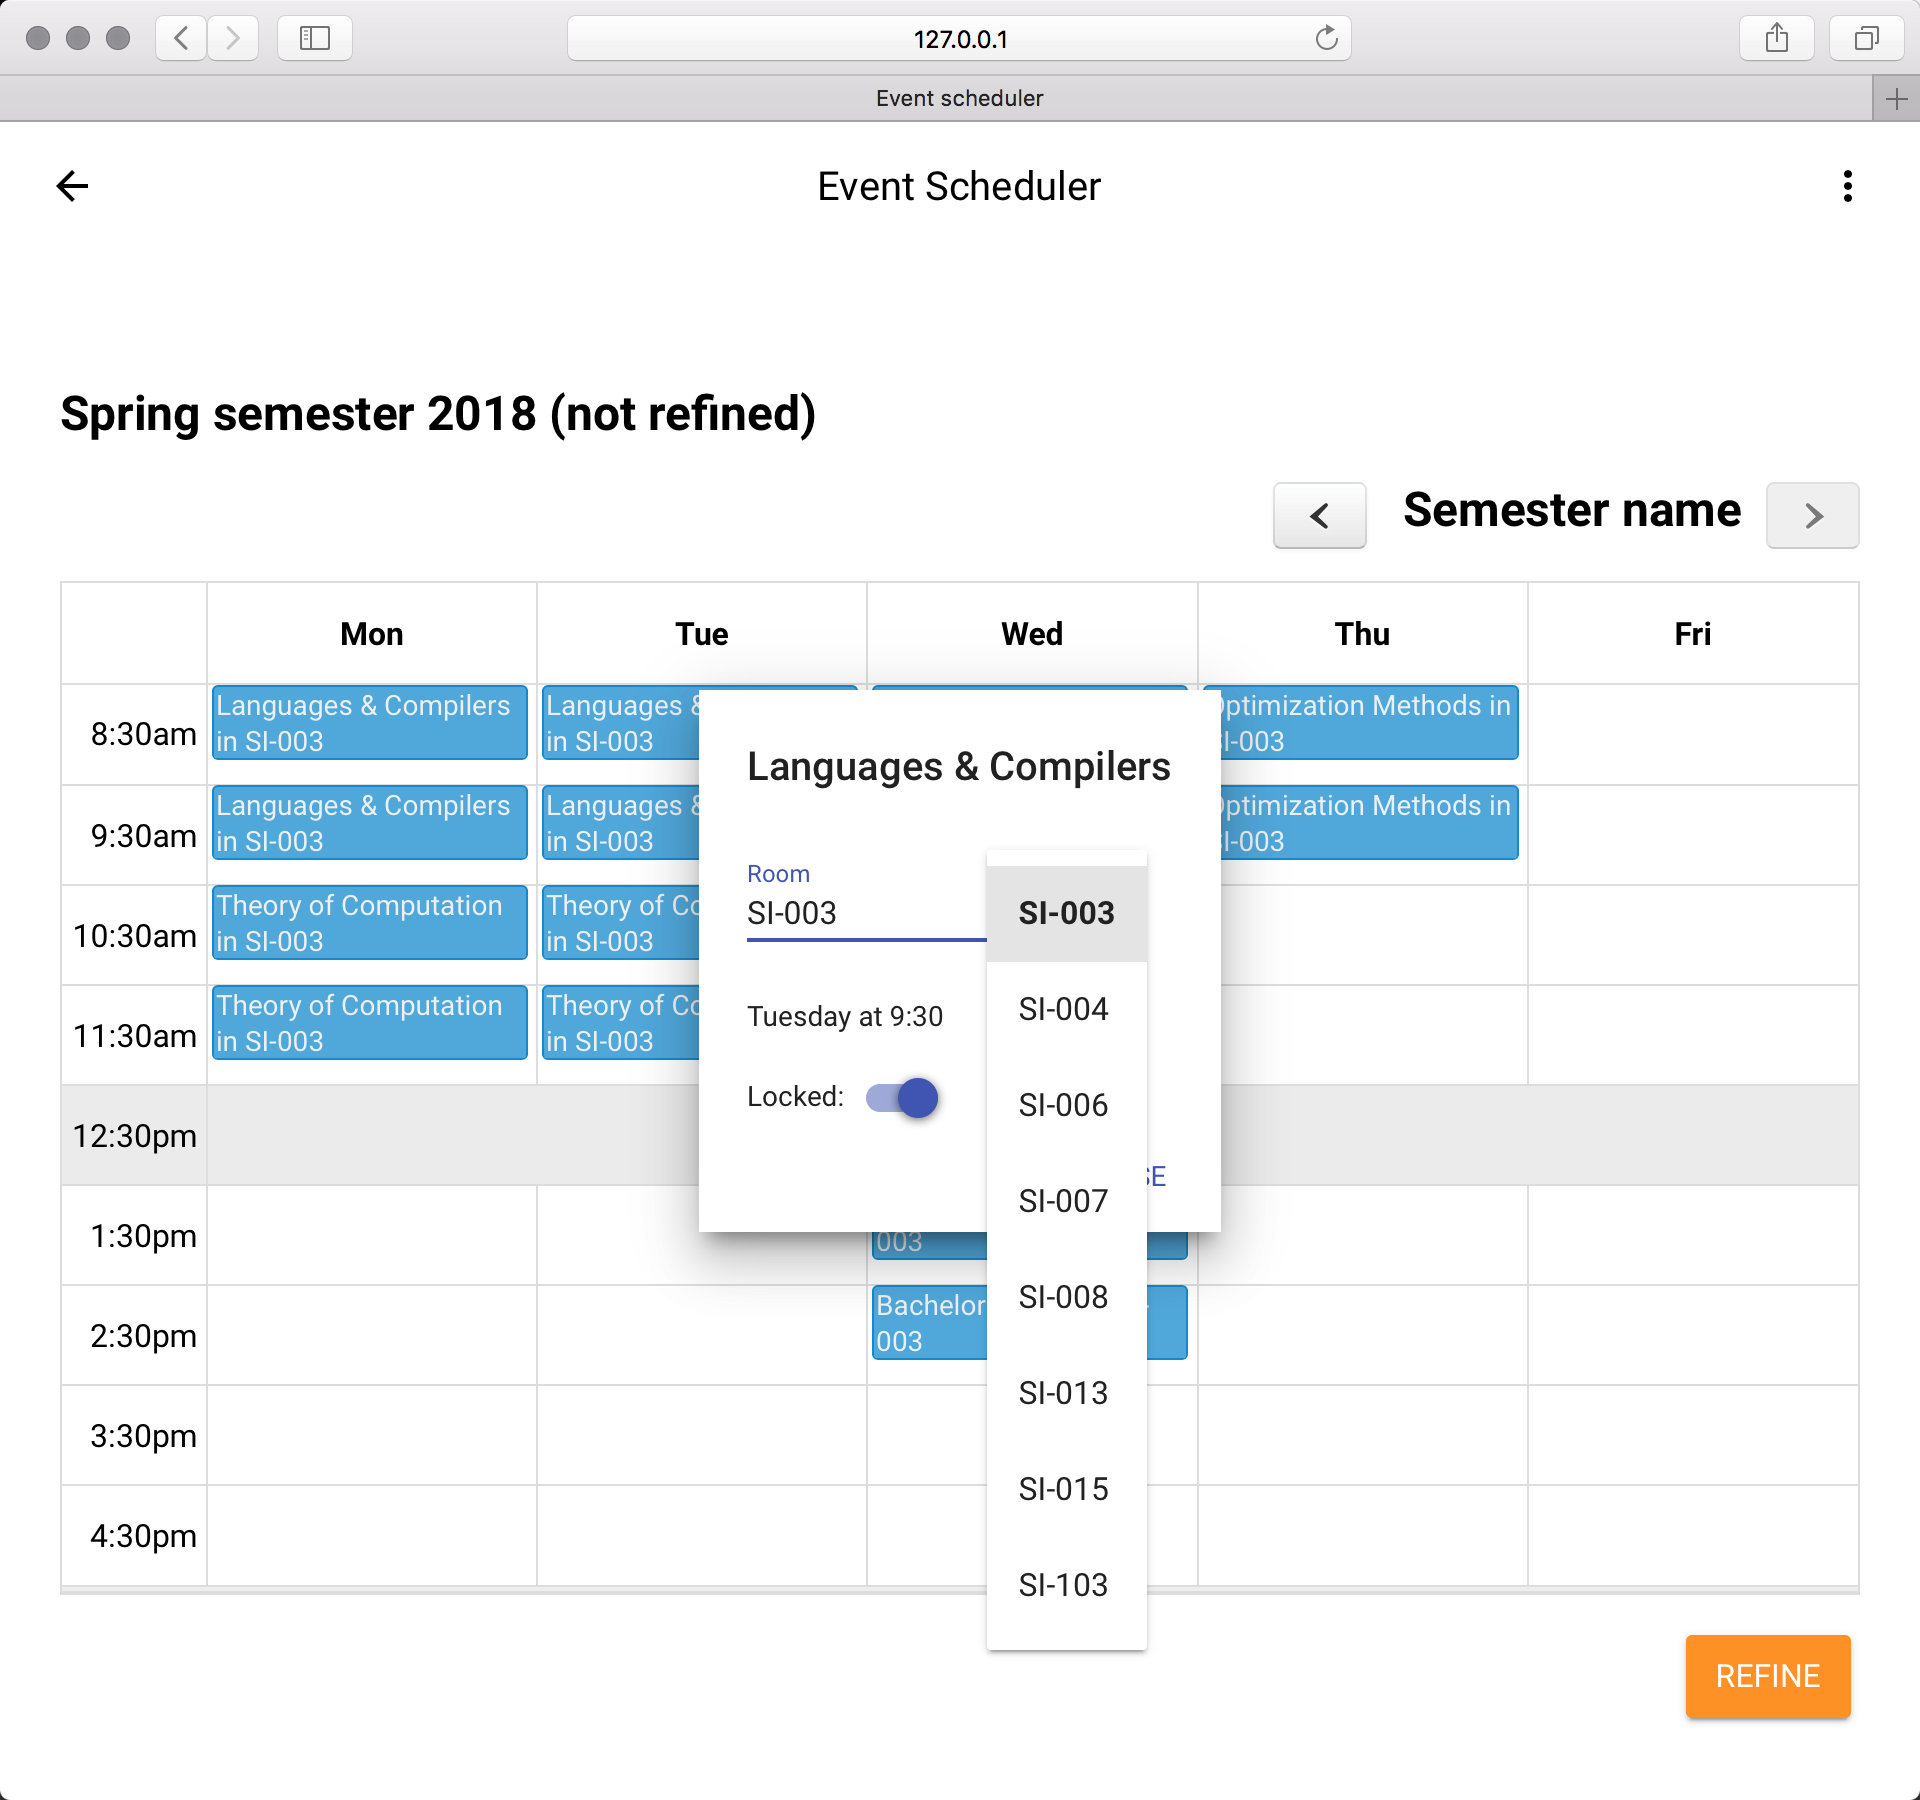 127.0.0.1
Event scheduler
Event Scheduler
Spring semester 2018 (not refined)
Semester name
Mon Tue Wed Thu Fri
8:30am
Languages & Compilers
in SI-003
Languages &
in SI-003
Optimization Methods in
SI-003
9:30am
Languages & Compilers
in SI-003
Languages &
in SI-003
Optimization Methods in
SI-003
10:30am
Theory of Computation
in SI-003
Theory of
in SI-003
11:30am
Theory of Computation
in SI-003
Theory of
in SI-003
12:30pm
1:30pm
003
2:30pm
Bachelor
003
3:30pm
4:30pm
Languages & Compilers
Room
SI-003
Tuesday at 9:30
Locked:
SI-003
SI-004
SI-006
SI-007
SI-008
SI-013
SI-015
SI-103
REFINE